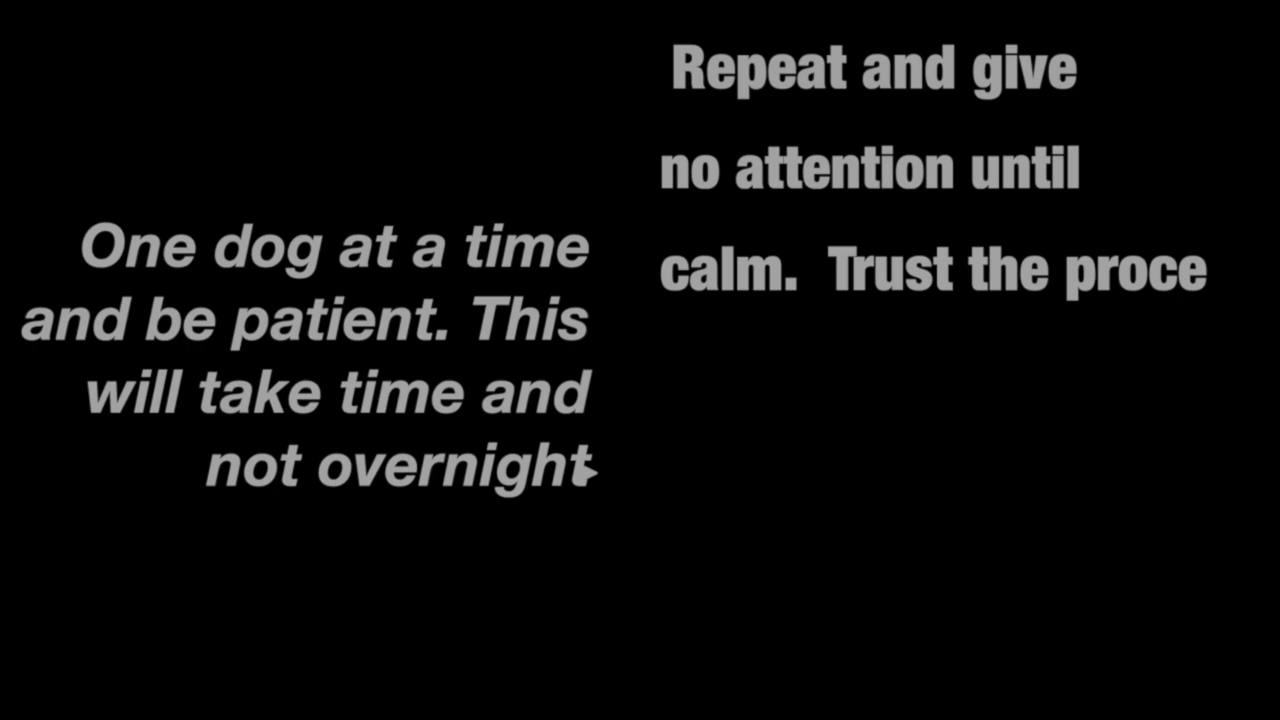 One dog at a time
and be patient. This
will take time and
not overnight
Repeat and give
no attention until
calm. Trust the proce